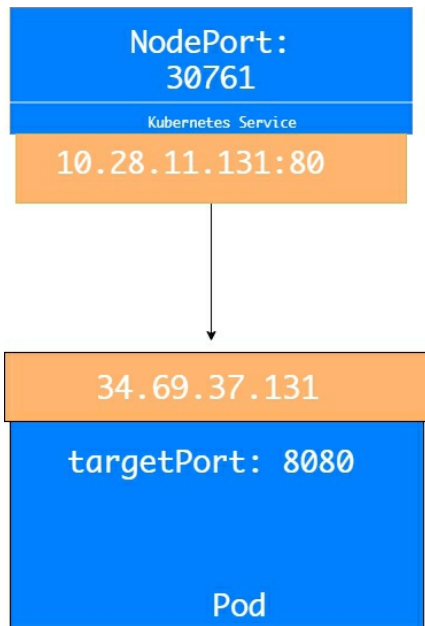 NodePort:
30761
Kubernetes Service
10.28.11.131:80
34.69.37.131
targetPort: 8080
Pod